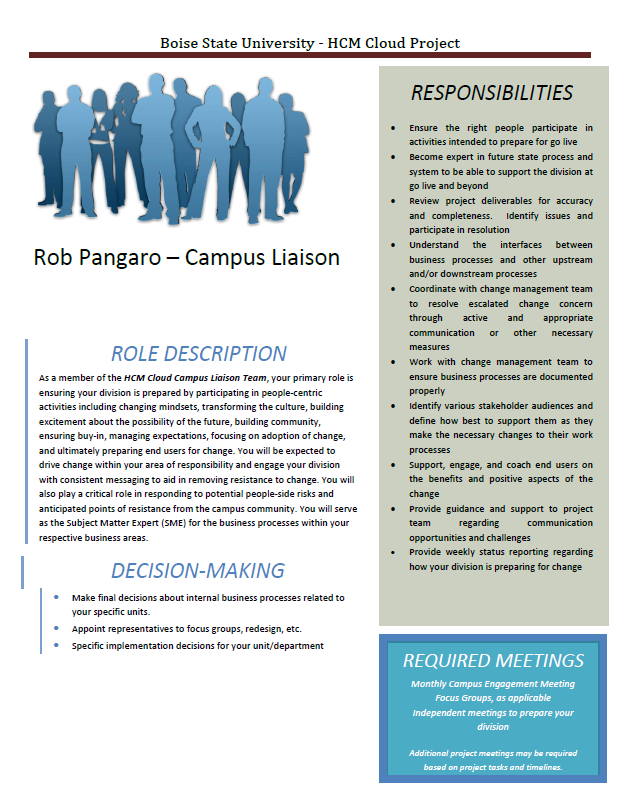 Boise State University - HCM Cloud Project
Rob Pangaro – Campus Liaison
ROLE DESCRIPTION
As a member of the HCM Cloud Campus Liaison Team, your primary role is
ensuring your division is prepared by participating in people-centric
activities including changing mindsets, transforming the culture, building
excitement about the possibility of the future, building community,
ensuring buy-in, managing expectations, focusing on adoption of change,
and ultimately preparing end users for change. You will be expected to
drive change within your area of responsibility and engage your division
with consistent messaging to aid in removing resistance to change. You will
also play a critical role in responding to potential people-side risks and
anticipated points of resistance from the campus community. You will serve
as the Subject Matter Expert (SME) for the business processes within your
respective business areas.
DECISION-MAKING
• Make final decisions about internal business processes related to
your specific units.
• Appoint representatives to focus groups, redesign, etc.
• Specific implementation decisions for your unit/department
RESPONSIBILITIES
• Ensure the right people participate in
activities intended to prepare for go live
• Become expert in future state process and
system to be able to support the division at
go live and beyond
• Review project deliverables for accuracy
and completeness. Identify issues and
participate in resolution
• Understand the interfaces between
business processes and other upstream
and/or downstream processes
• Coordinate with change management team
to resolve escalated change concern
through active and appropriate
communication or other necessary
measures
• Work with change management team to
ensure business processes are documented
properly
• Identify various stakeholder audiences and
define how best to support them as they
make the necessary changes to their work
processes
• Support, engage, and coach end users on
the benefits and positive aspects of the
change
• Provide guidance and support to project
team regarding communication
opportunities and challenges
• Provide weekly status reporting regarding
how your division is preparing for change
REQUIRED MEETINGS
Monthly Campus Engagement Meeting
Focus Groups, as applicable
Independent meetings to prepare your
division
Additional project meetings may be required
based on project tasks and timelines.